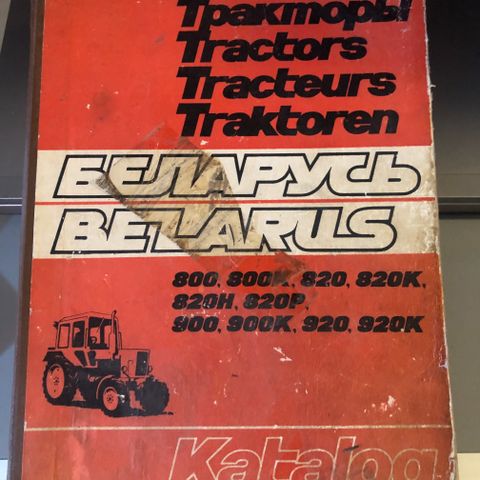 Тракторы
Tractors
Tracteurs
Traktoren
БЕЛАРУСЬ
BELARUS
800, 800K, 820, 820K,
820H, 820P,
900, 900K, 920, 920K
Katalog